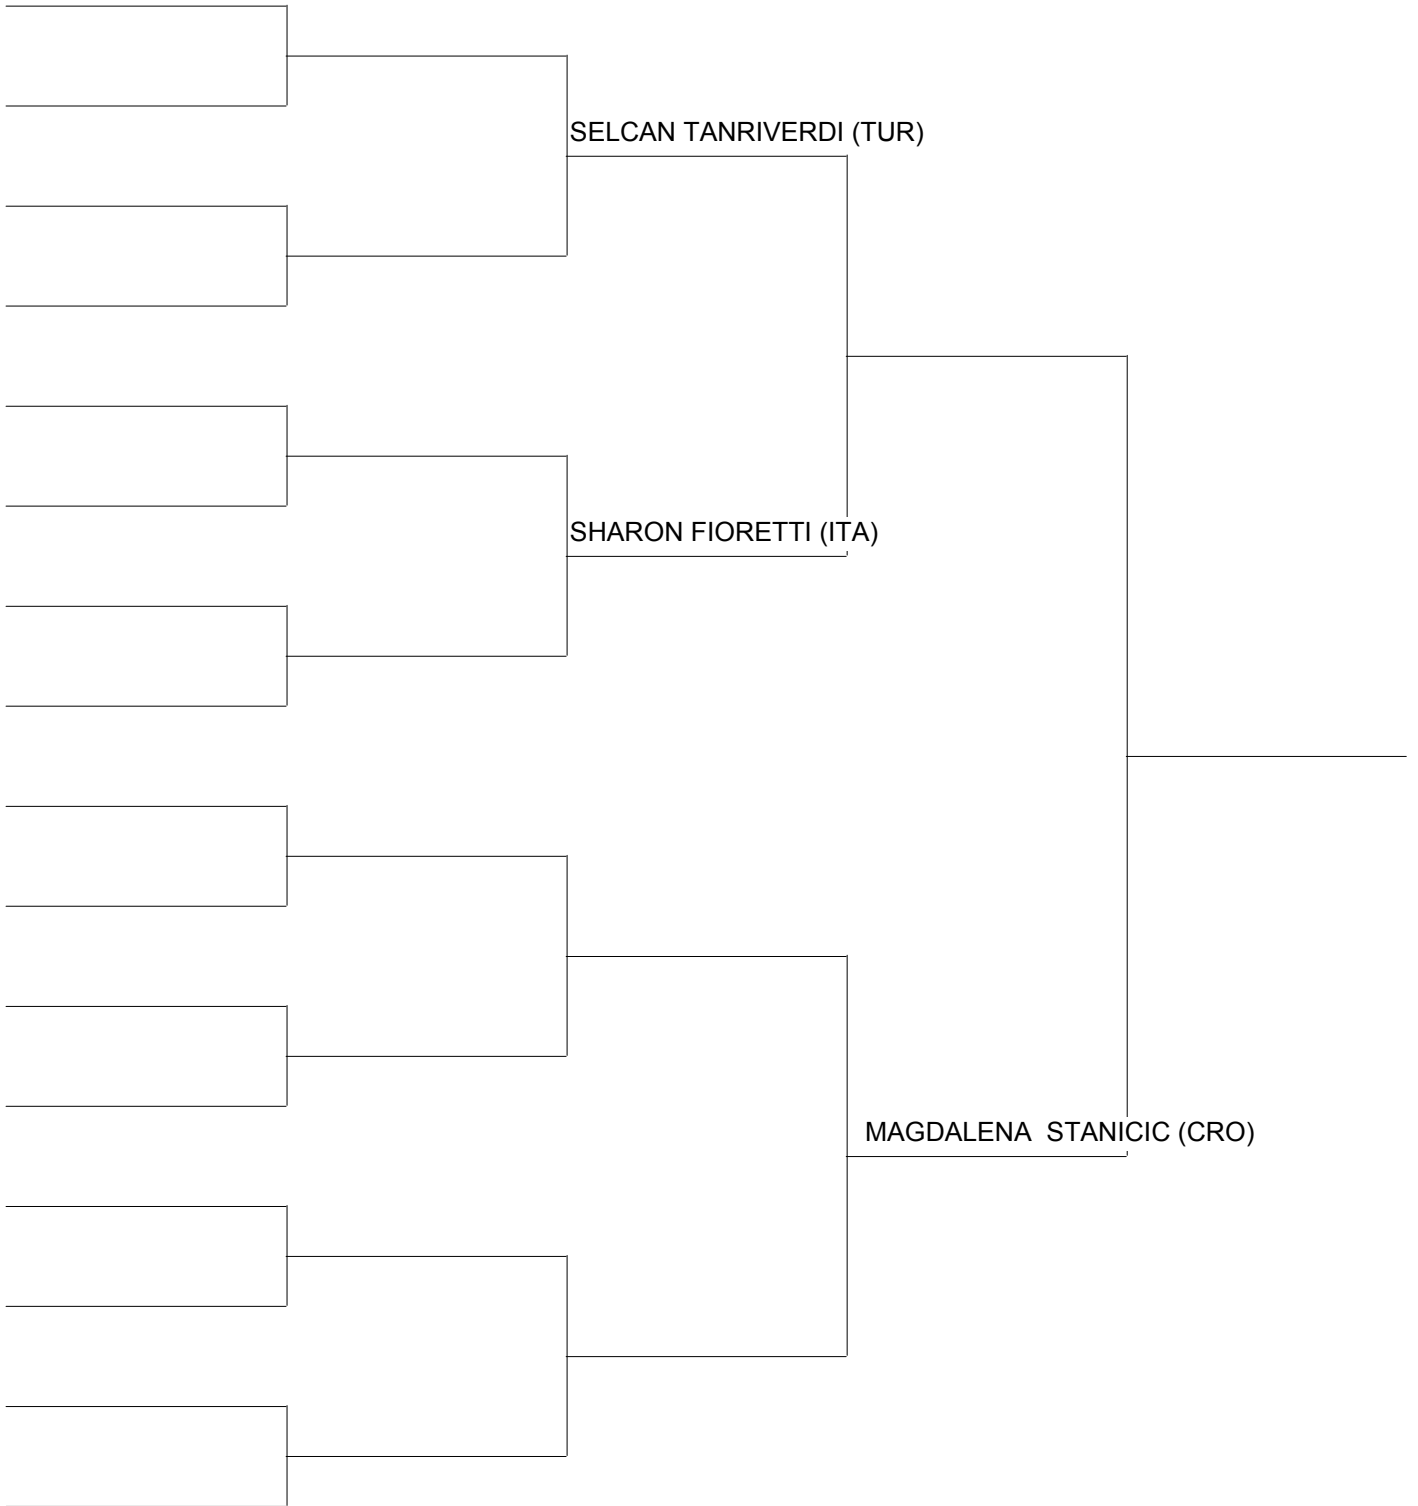 SELCAN TANRIVERDI (TUR)
SHARON FIORETTI (ITA)
MAGDALENA  STANICIC (CRO)